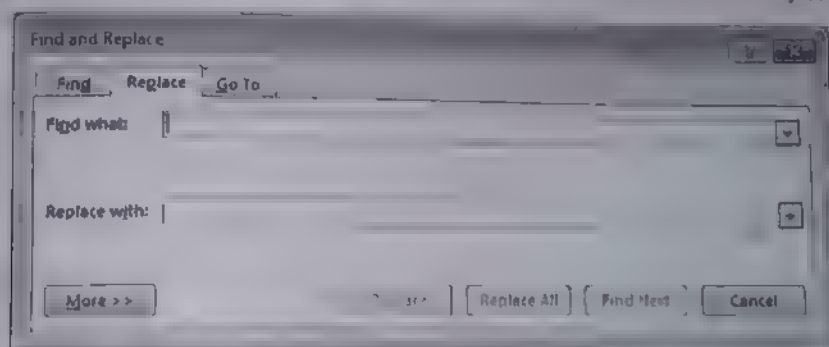 Find and Replace
Find Replace Go To
Find what:
Replace with:
More >> Replace All Find Next Cancel